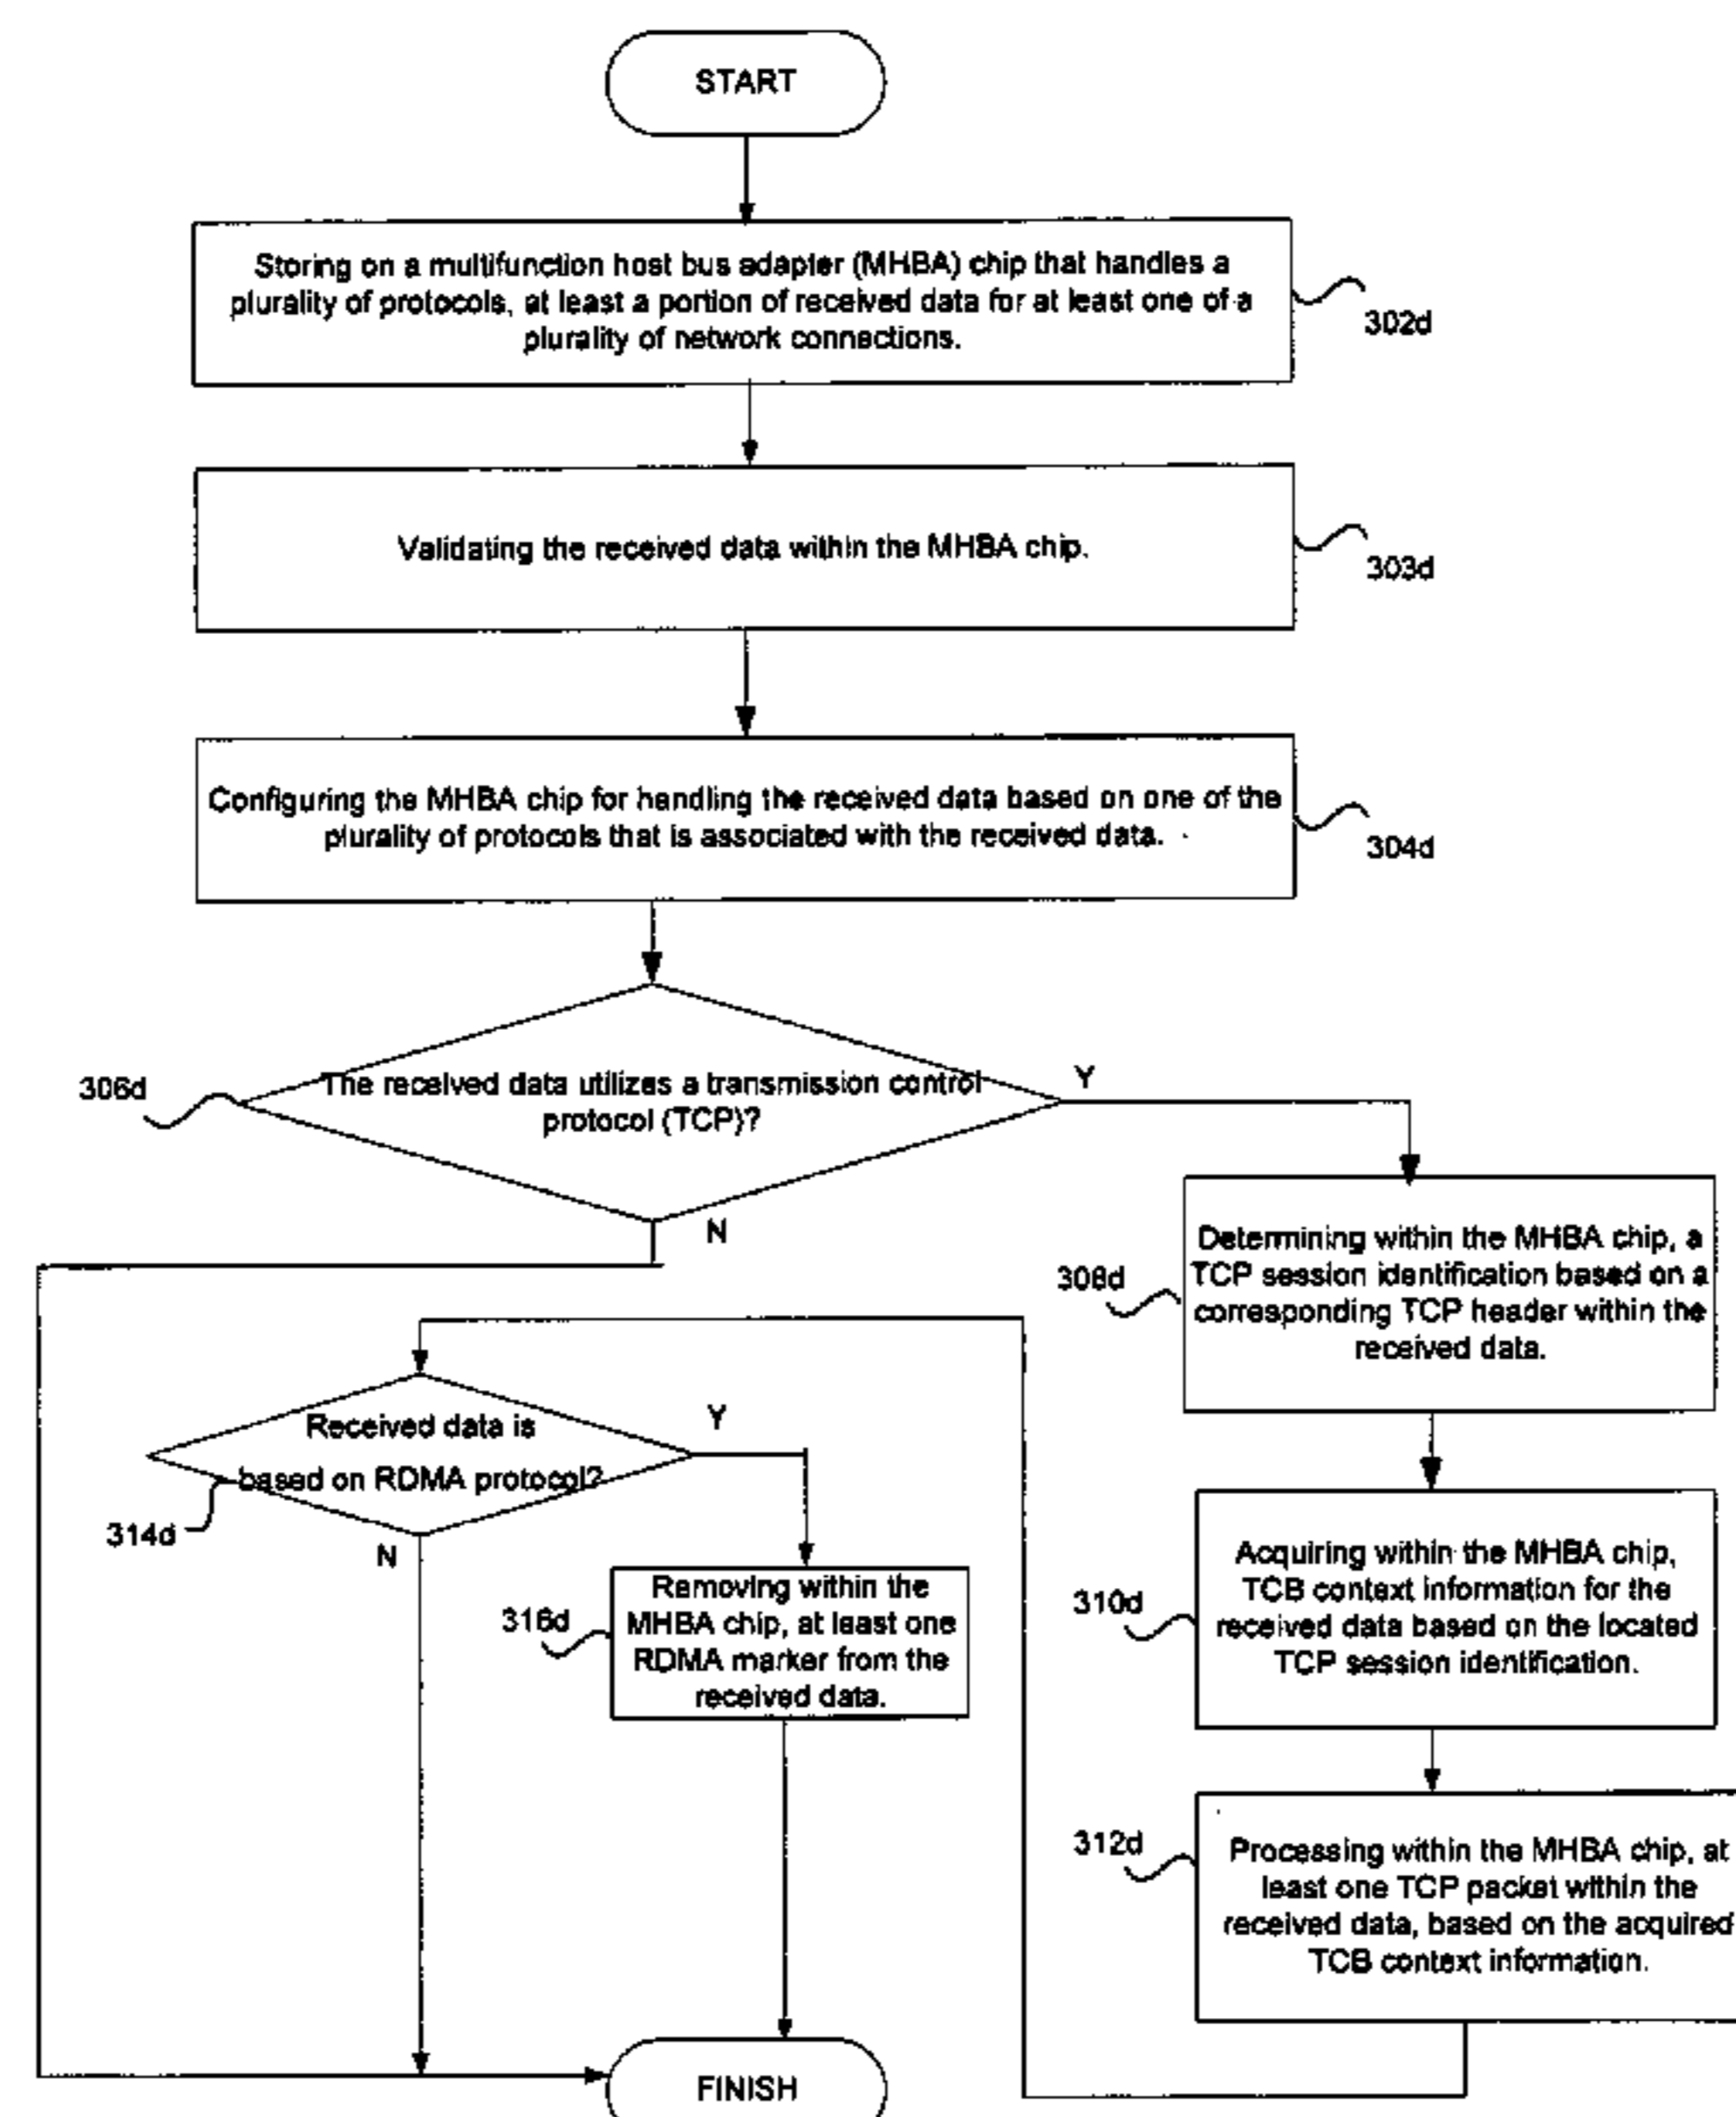 START
Storing on a multifunction host bus adapter (MHBA) chip that handles a
plurality of protocols, at least a portion of received data for at least one of a
plurality of network connections.
302d
Validating the received data within the MHBA chip.
303d
Configuring the MHBA chip for handling the received data based on one of the
plurality of protocols that is associated with the received data.
304d
306d
The received data utilizes a transmission control
protocol (TCP)?
Y
N
308d
Determining within the MHBA chip, a
TCP session identification based on a
corresponding TCP header within the
received data.
Received data is
based on RDMA protocol?
Y
314d
N
316d
Removing within the
MHBA chip, at least one
RDMA marker from the
received data.
310d
Acquiring within the MHBA chip,
TCB context information for the
received data based on the located
TCP session identification.
312d
Processing within the MHBA chip, at
least one TCP packet within the
received data, based on the acquired
TCB context information.
FINISH